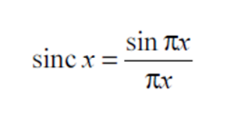 sinc x = sin πx / πx